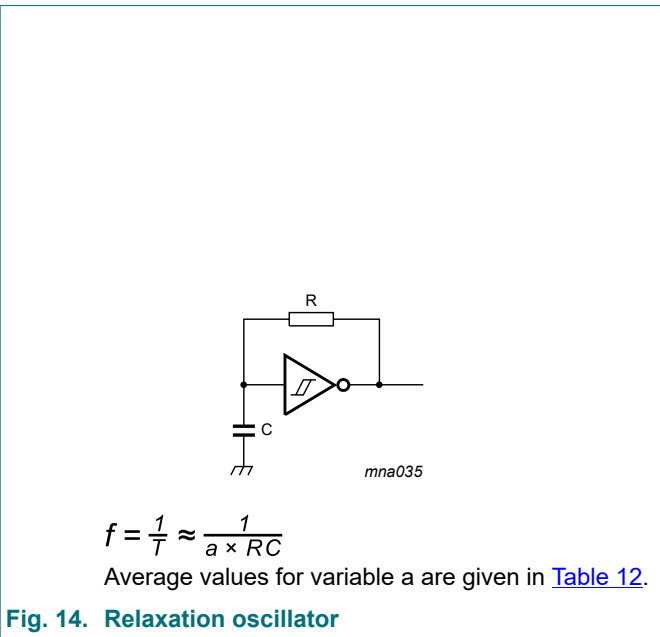 R
C
mna035
f = 1/T ≈ 1/(a × RC)
Average values for variable a are given in Table 12.
Fig. 14. Relaxation oscillator